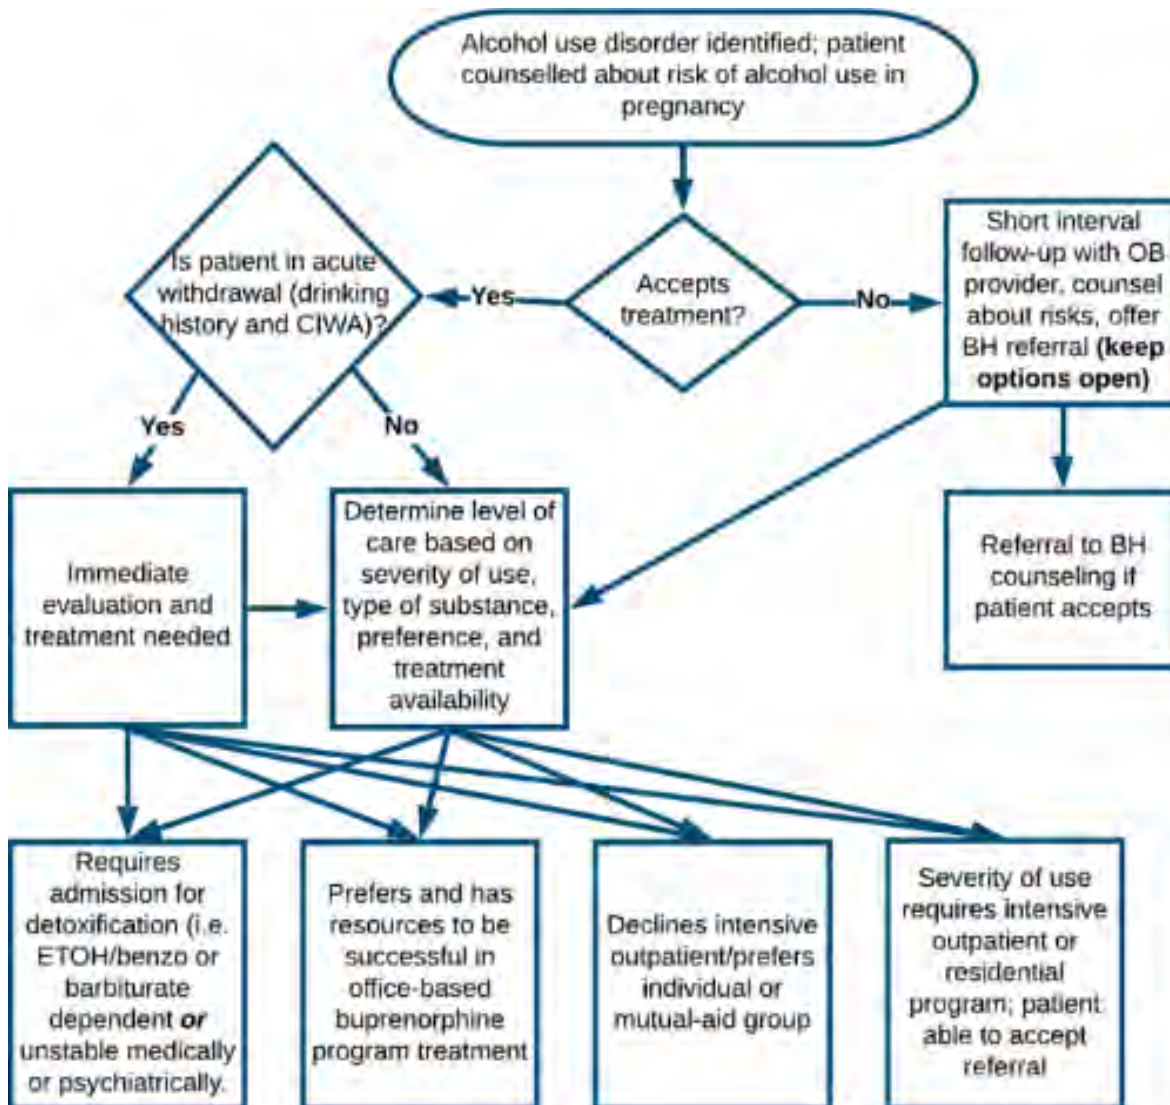 Alcohol use disorder identified; patient
counselled about risk of alcohol use in
pregnancy
Accepts
treatment?
Yes
No
Is patient in acute
withdrawal (drinking
history and CIWA)?
Short interval
follow-up with OB
provider, counsel
about risks, offer
BH referral (keep
options open)
Yes
No
Immediate
evaluation and
treatment needed
Determine level of
care based on
severity of use,
type of substance,
preference, and
treatment
availability
Referral to BH
counseling if
patient accepts
Requires
admission for
detoxification (i.e.
ETOH/benzo or
barbiturate
dependent or
unstable medically
or psychiatrically.
Prefers and has
resources to be
successful in
office-based
buprenorphine
program treatment
Declines intensive
outpatient/prefers
individual or
mutual-aid group
Severity of use
requires intensive
outpatient or
residential
program; patient
able to accept
referral